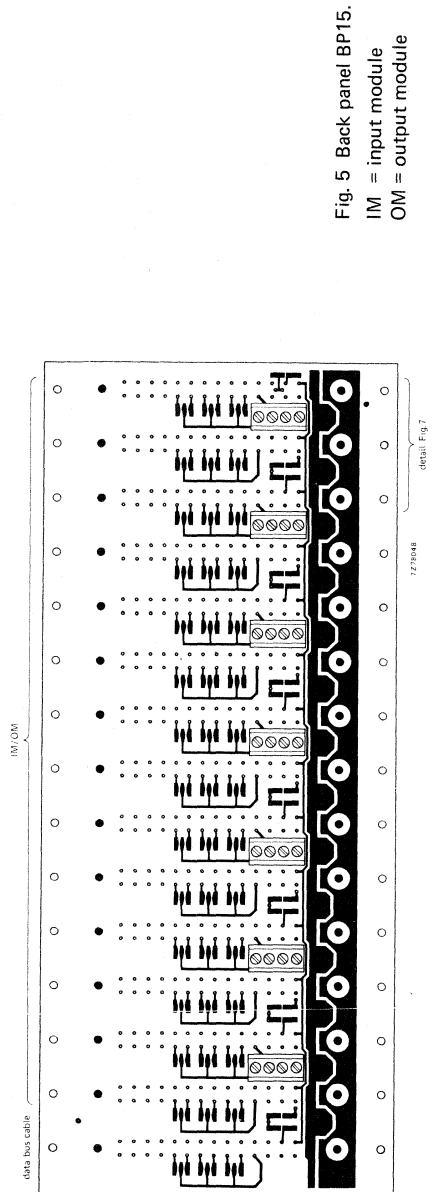 Fig. 5 Back panel BP15.
IM = input module
OM = output module
IM/OM
data bus cable
detail Fig. 7
7Z78048